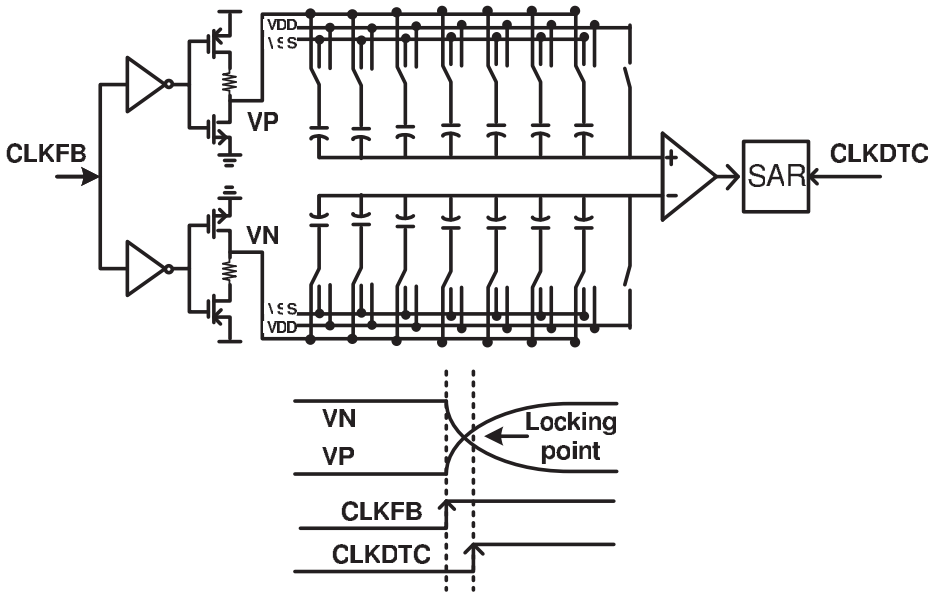 VDD
VSS
VP
CLKFB
+
−
SAR
CLKDTC
VN
VSS
VDD
VN
VP
Locking
point
CLKFB
CLKDTC